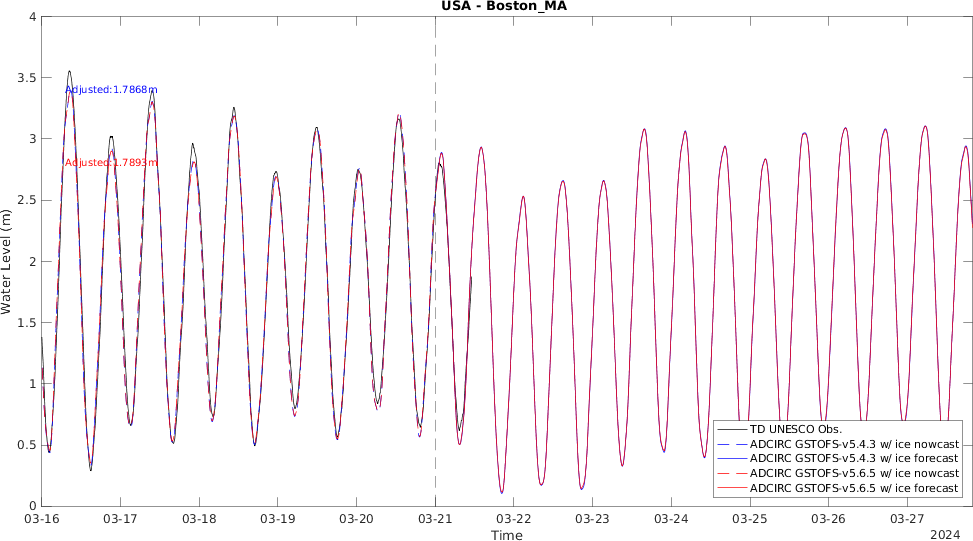 USA - Boston_MA
4
3.5
3
2.5
2
1.5
1
0.5
0
Water Level (m)
Adjusted:1.7868m
Adjusted:1.7893m
TD UNESCO Obs.
ADCIRC GSTOFS-v5.4.3 w/ ice nowcast
ADCIRC GSTOFS-v5.4.3 w/ ice forecast
ADCIRC GSTOFS-v5.6.5 w/ ice nowcast
ADCIRC GSTOFS-v5.6.5 w/ ice forecast
03-16 03-17 03-18 03-19 03-20 03-21 03-22 03-23 03-24 03-25 03-26 03-27
Time
2024